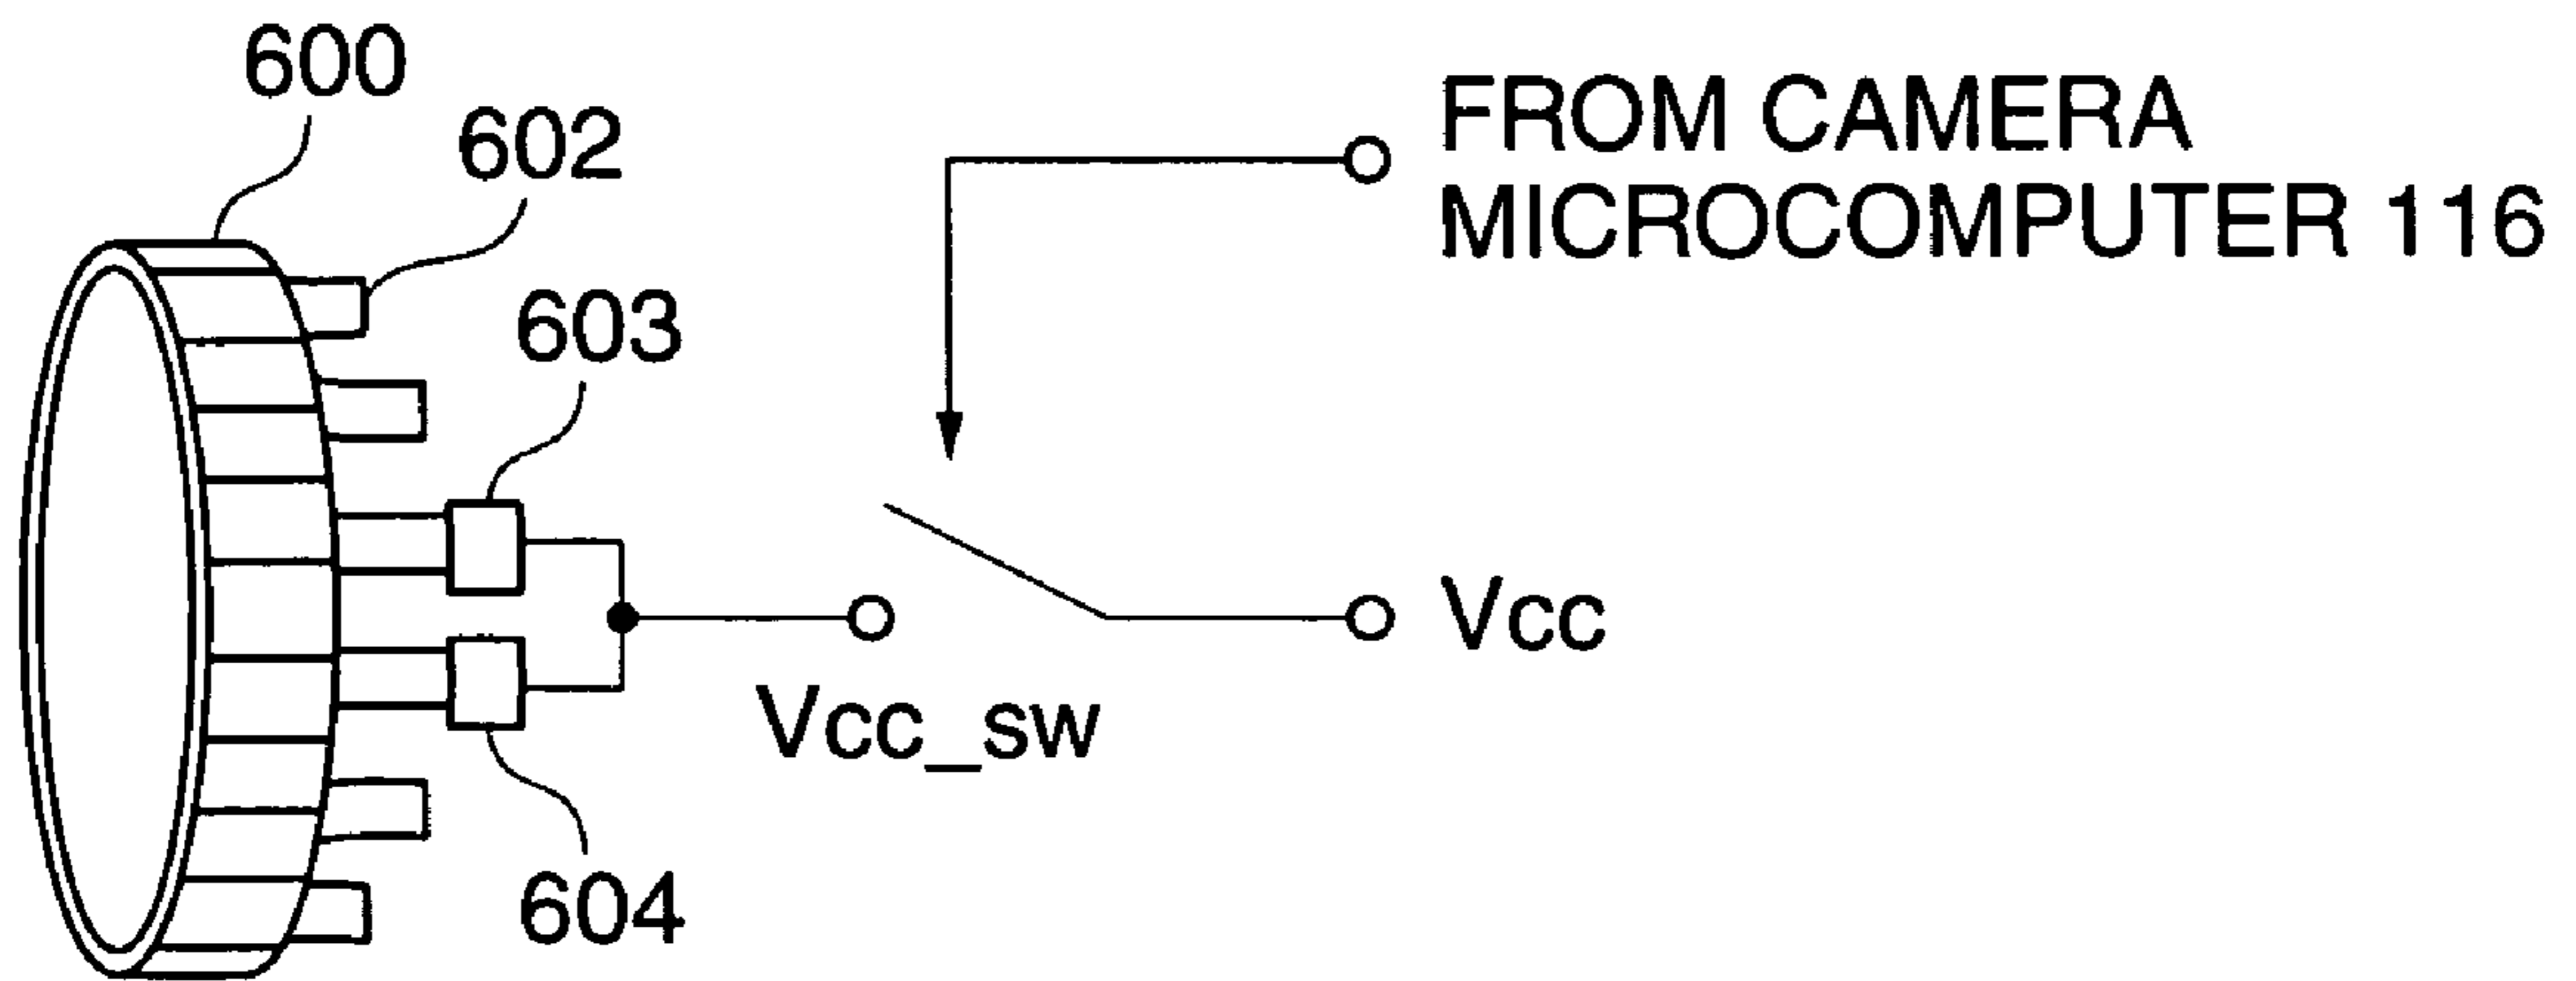 600
602
603
FROM CAMERA
MICROCOMPUTER 116
Vcc
Vcc_sw
604